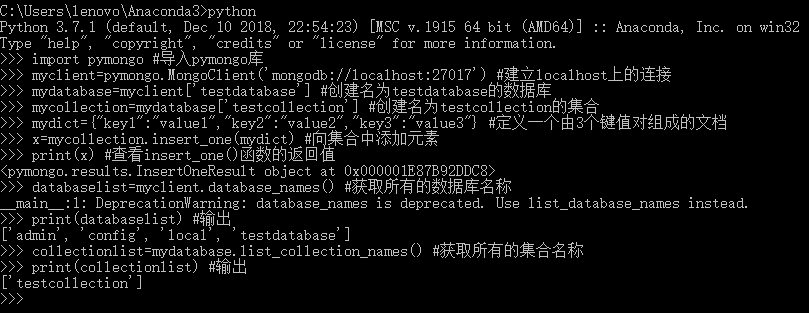 C:\Users\lenovo\Anaconda3>python
Python 3.7.1 (default, Dec 10 2018, 22:54:23) [MSC v.1915 64 bit (AMD64)] :: Anaconda, Inc. on win32
Type "help", "copyright", "credits" or "license" for more information.
>>> import pymongo #导入pymongo库
>>> myclient=pymongo.MongoClient('mongodb://localhost:27017') #建立localhost上的连接
>>> mydatabase=myclient['testdatabase'] #创建名为testdatabase的数据库
>>> mycollection=mydatabase['testcollection'] #创建名为testcollection的集合
>>> mydict={"key1":"value1","key2":"value2","key3":"value3"} #定义一个由3个键值对组成的文档
>>> x=mycollection.insert_one(mydict) #向集合中添加元素
>>> print(x) #查看insert_one()函数的返回值
<pymongo.results.InsertOneResult object at 0x000001E87B92DDC8>
>>> databaselist=myclient.database_names() #获取所有的数据库名称
__main__:1: DeprecationWarning: database_names is deprecated. Use list_database_names instead.
>>> print(databaselist) #输出
['admin', 'config', 'local', 'testdatabase']
>>> collectionlist=mydatabase.list_collection_names() #获取所有的集合名称
>>> print(collectionlist) #输出
['testcollection']
>>>